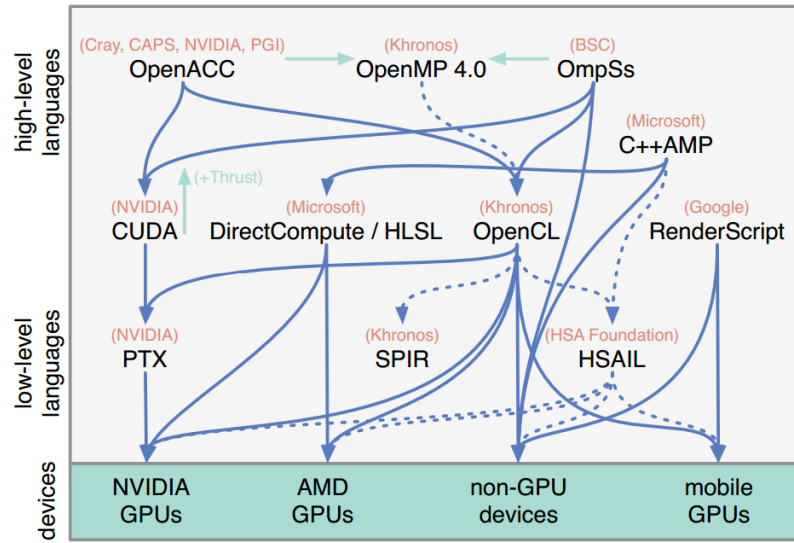 high-level
languages
(Cray, CAPS, NVIDIA, PGI)
OpenACC
(Khronos)
OpenMP 4.0
(BSC)
OmpSs
(Microsoft)
C++AMP
(+Thrust)
(NVIDIA)
CUDA
(Microsoft)
DirectCompute / HLSL
(Khronos)
OpenCL
(Google)
RenderScript
low-level
languages
(NVIDIA)
PTX
(Khronos)
SPIR
(HSA Foundation)
HSAIL
devices
NVIDIA
GPUs
AMD
GPUs
non-GPU
devices
mobile
GPUs